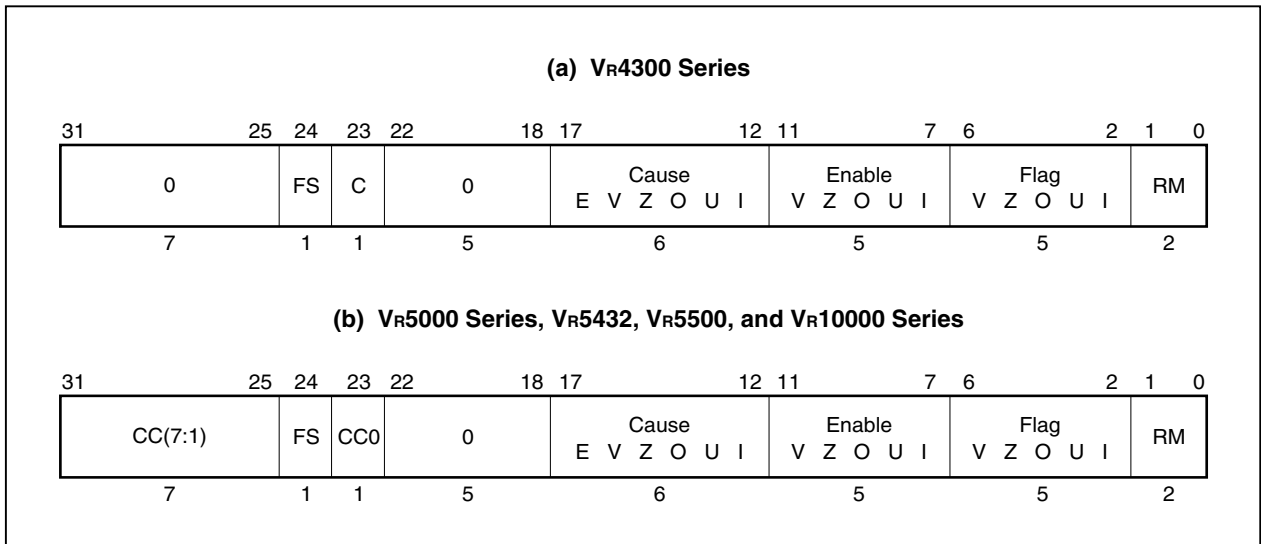 (a) VR4300 Series
31 25 24 23 22 18 17 12 11 7 6 2 1 0
0 FS C 0 Cause Enable Flag RM
E V Z O U I V Z O U I V Z O U I
7 1 1 5 6 5 5 2
(b) VR5000 Series, VR5432, VR5500, and VR10000 Series
31 25 24 23 22 18 17 12 11 7 6 2 1 0
CC(7:1) FS CC0 0 Cause Enable Flag RM
E V Z O U I V Z O U I V Z O U I
7 1 1 5 6 5 5 2